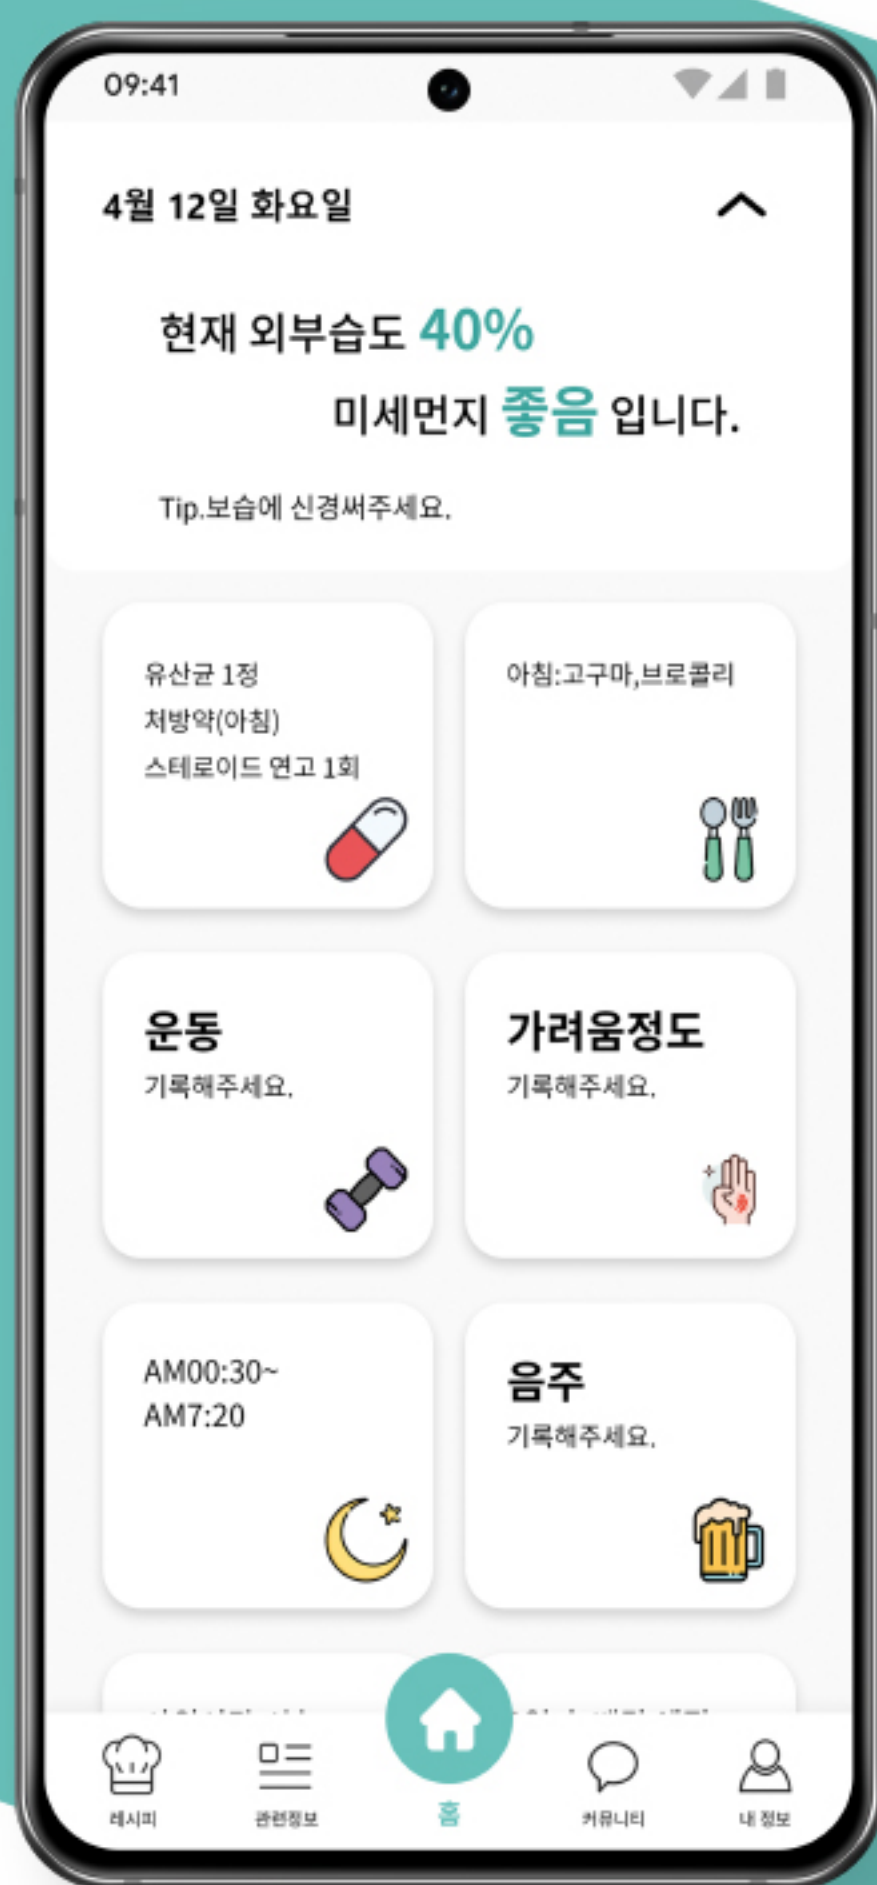 09:41
4월 12일 화요일
현재 외부습도 40%
미세먼지 좋음 입니다.
Tip.보습에 신경써주세요.
유산균 1정
처방약(아침)
스테로이드 연고 1회
아침:고구마,브로콜리
운동
기록해주세요.
가려움정도
기록해주세요.
AM00:30~
AM7:20
음주
기록해주세요.
레시피
관련정보
홈
커뮤니티
내 정보